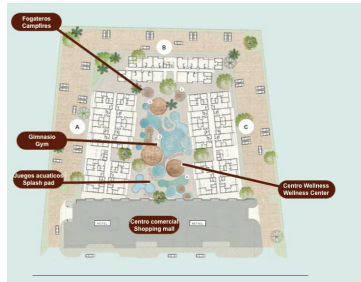 Fogateros
Campfires
B
A
C
Gimnasio
Gym
Juegos acuaticos
Splash pad
Centro Wellness
Wellness Center
Centro comercial
Shopping mall